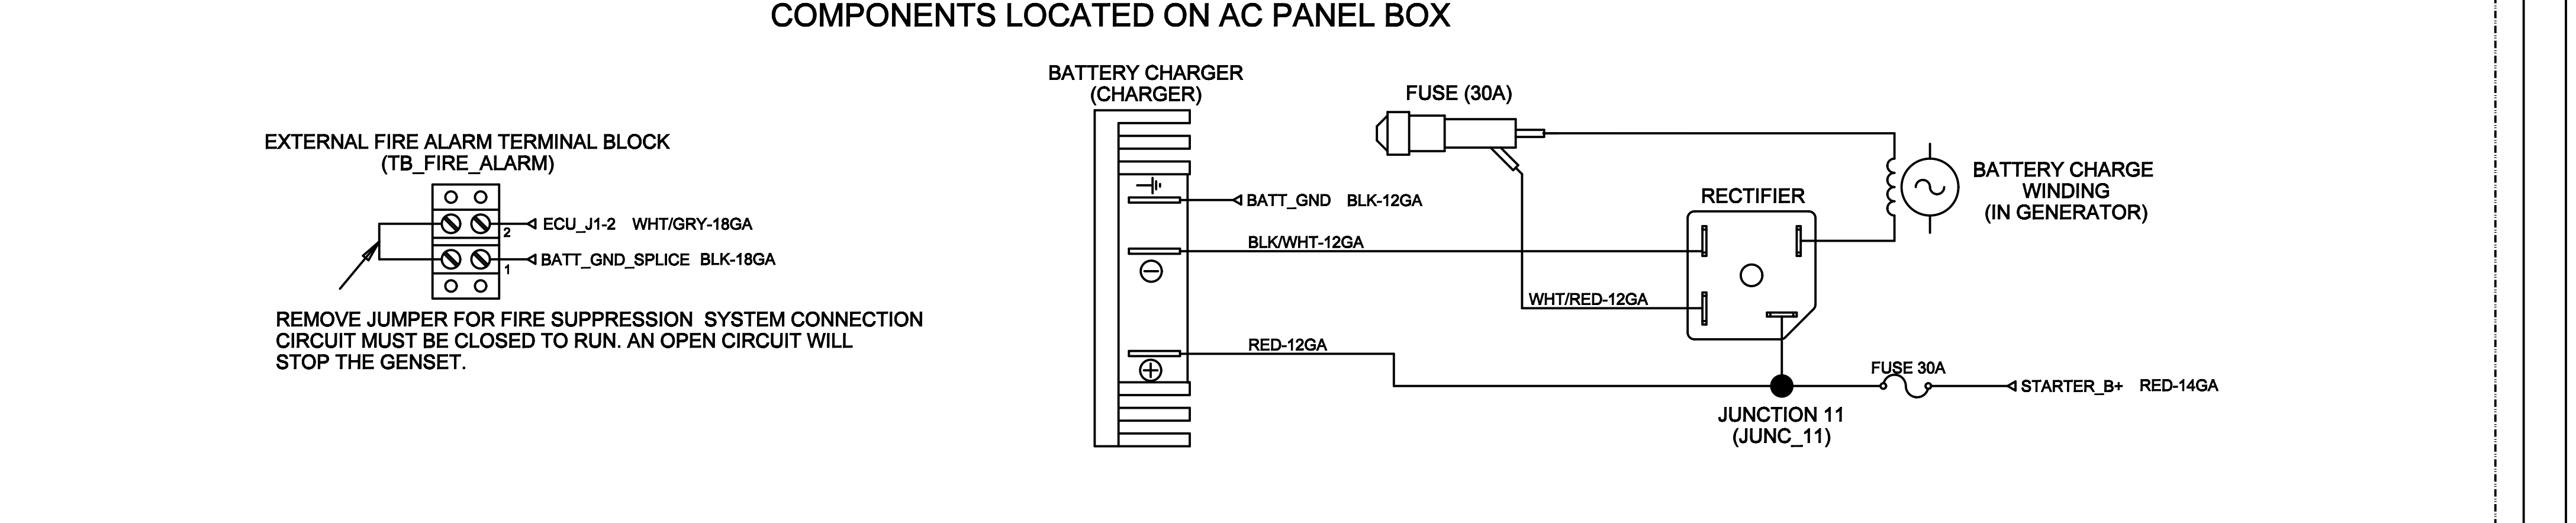 COMPONENTS LOCATED ON AC PANEL BOX
EXTERNAL FIRE ALARM TERMINAL BLOCK
(TB_FIRE_ALARM)
ECU_J1-2 WHT/GRY-18GA
2
BATT_GND_SPLICE BLK-18GA
1
REMOVE JUMPER FOR FIRE SUPPRESSION SYSTEM CONNECTION
CIRCUIT MUST BE CLOSED TO RUN. AN OPEN CIRCUIT WILL
STOP THE GENSET.
BATTERY CHARGER
(CHARGER)
BATT_GND BLK-12GA
BLK/WHT-12GA
RED-12GA
FUSE (30A)
WHT/RED-12GA
RECTIFIER
BATTERY CHARGE
WINDING
(IN GENERATOR)
FUSE 30A
STARTER_B+ RED-14GA
JUNCTION 11
(JUNC_11)